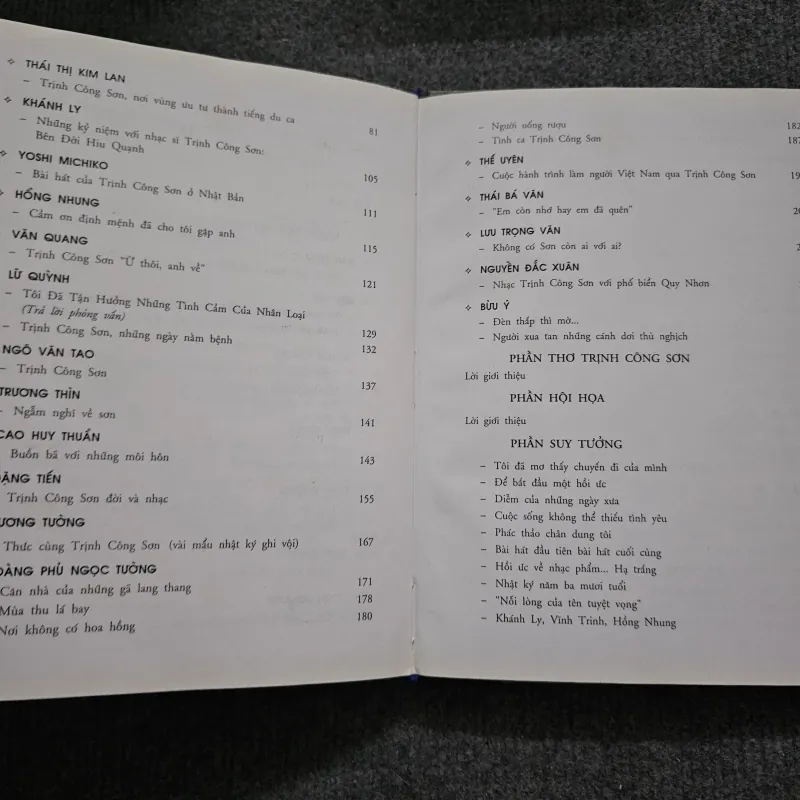 ❖ THÁI THỊ KIM LAN
– Trịnh Công Sơn, nơi vùng ưu tư thành tiếng du ca 81
❖ KHÁNH LY
– Những kỷ niệm với nhạc sĩ Trịnh Công Sơn:
Bên Đời Hiu Quạnh 105
❖ YOSHI MICHIKO
– Bài hát của Trịnh Công Sơn ở Nhật Bản 111
❖ HỒNG NHUNG
– Cảm ơn định mệnh đã cho tôi gặp anh 115
VĂN QUANG
– Trịnh Công Sơn "Ừ thôi, anh về" 121
LỮ QUỲNH
– Tôi Đã Tận Hưởng Những Tình Cảm Của Nhân Loại
(Trả lời phỏng vấn) 129
– Trịnh Công Sơn, những ngày nằm bệnh 132
NGÔ VĂN TAO
– Trịnh Công Sơn 137
TRƯƠNG THÌN
– Ngẫm nghĩ về sơn 141
CAO HUY THUẦN
Buồn bã với những môi hôn 143
ĐẶNG TIẾN
Trịnh Công Sơn đời và nhạc 155
ƯƠNG TƯỜNG
Thức cùng Trịnh Công Sơn (vài mẩu nhật ký ghi vội) 167
OÀNG PHỦ NGỌC TƯỜNG
Căn nhà của những gã lang thang 171
Mùa thu lá bay 178
Nơi không có hoa hồng 180
– Người uống rượu 182
– Tình ca Trịnh Công Sơn 187
❖ THẾ UYÊN
– Cuộc hành trình làm người Việt Nam qua Trịnh Công Sơn 19
❖ THÁI BÁ VÂN
– "Em còn nhớ hay em đã quên" 20
❖ LƯU TRỌNG VĂN
– Không có Sơn còn ai với ai? 2
❖ NGUYỄN ĐẮC XUÂN
– Nhạc Trịnh Công Sơn với phố biển Quy Nhơn
❖ BỬU Ý
– Đèn thấp thì mờ...
– Người xua tan những cánh dơi thù nghịch
PHẦN THƠ TRỊNH CÔNG SƠN
Lời giới thiệu
PHẦN HỘI HỌA
Lời giới thiệu
PHẦN SUY TƯỞNG
– Tôi đã mơ thấy chuyến đi của mình
– Để bắt đầu một hồi ức
– Diễm của những ngày xưa
– Cuộc sống không thể thiếu tình yêu
– Phác thảo chân dung tôi
– Bài hát đầu tiên bài hát cuối cùng
– Hồi ức về nhạc phẩm... Hạ trắng
– Nhật ký năm ba mươi tuổi
– "Nỗi lòng của tên tuyệt vọng"
– Khánh Ly, Vĩnh Trinh, Hồng Nhung